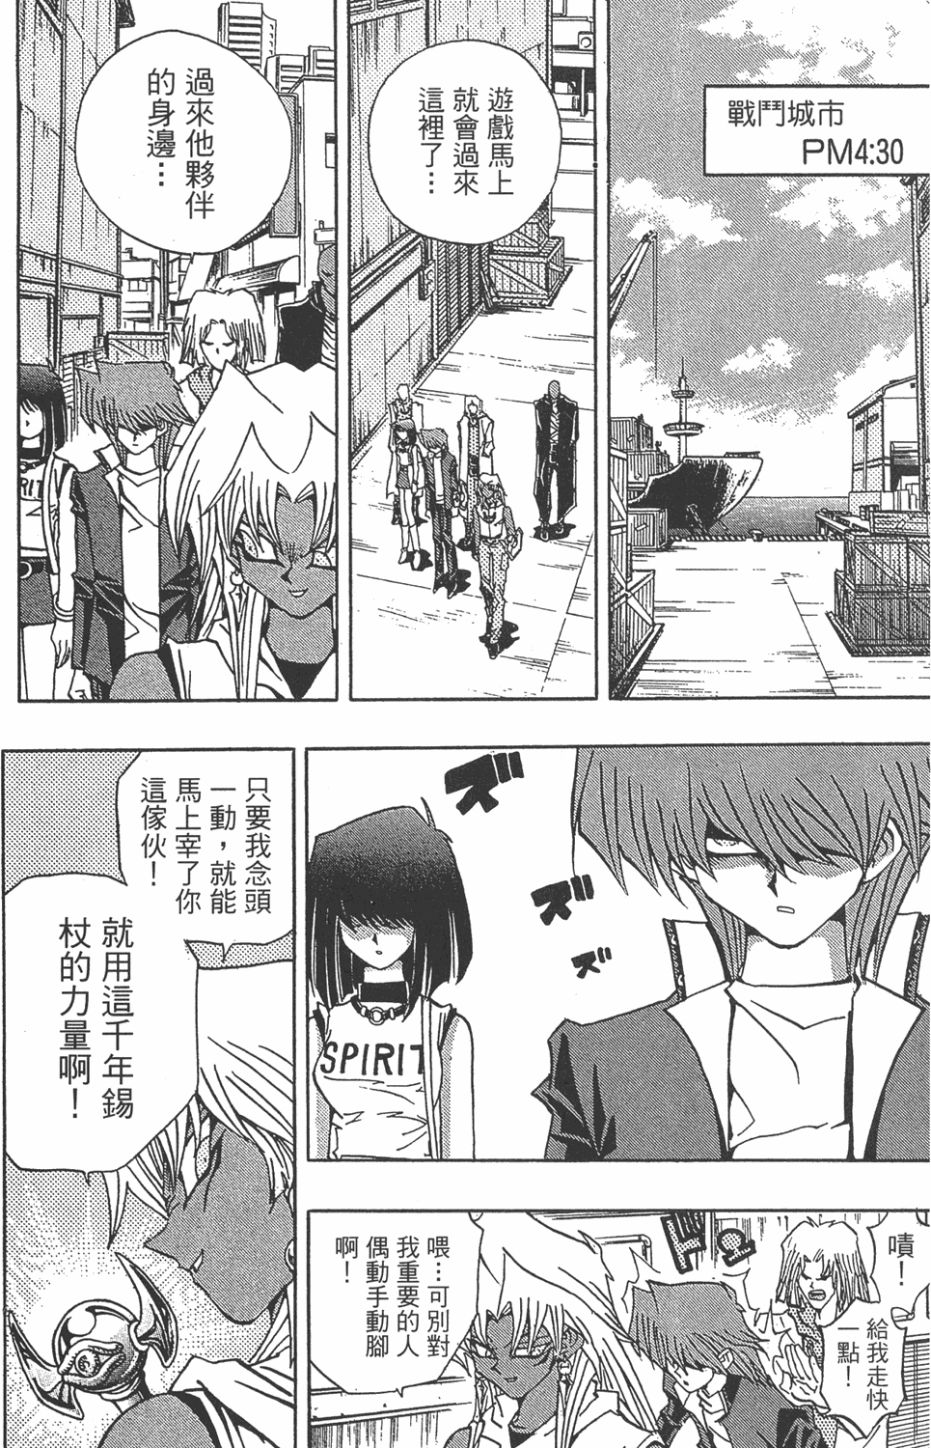 戰鬥城市
PM4:30
遊戲馬上
就會過來
這裡了…
過來他夥伴
的身邊…
RIT
ズ
ズ
ズ
SPIRIT
只要我念頭
一動，就能
馬上宰了你
這傢伙！
就用這千年錫
杖的力量啊！
嘖！
給我走快
一點！
ドロ
喂…可別對
我重要的人
偶動手動腳
啊！